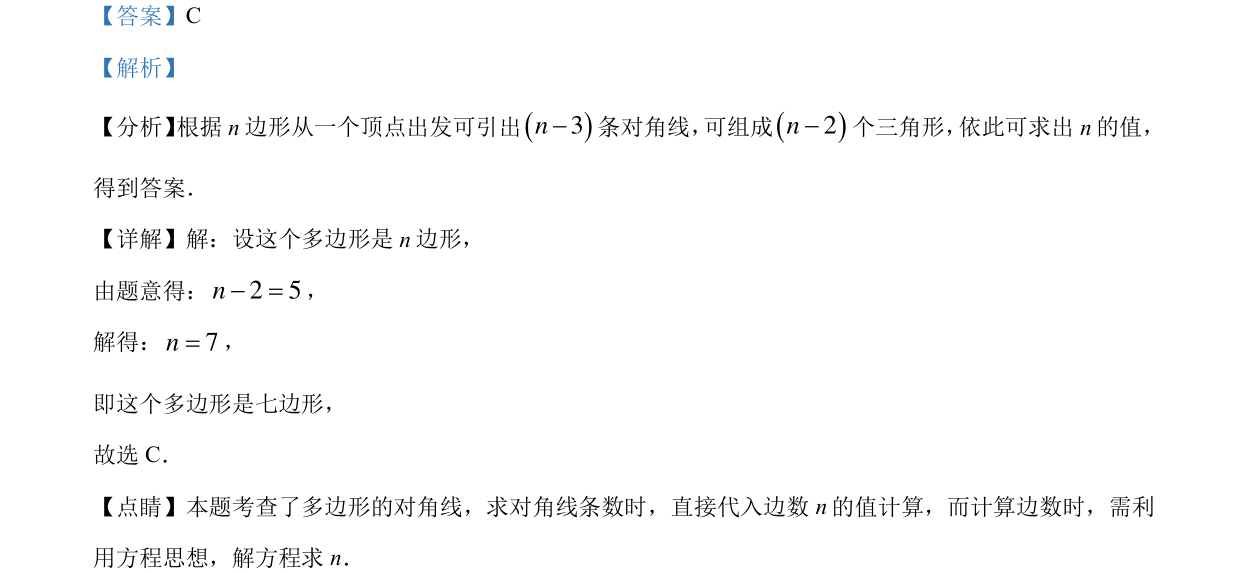 【答案】C
【解析】
【分析】根据 n 边形从一个顶点出发可引出(n−3)条对角线，可组成(n−2)个三角形，依此可求出 n 的值，
得到答案．
【详解】解：设这个多边形是 n 边形，
由题意得：n−2=5，
解得：n=7，
即这个多边形是七边形，
故选 C．
【点睛】本题考查了多边形的对角线，求对角线条数时，直接代入边数 n 的值计算，而计算边数时，需利
用方程思想，解方程求 n．